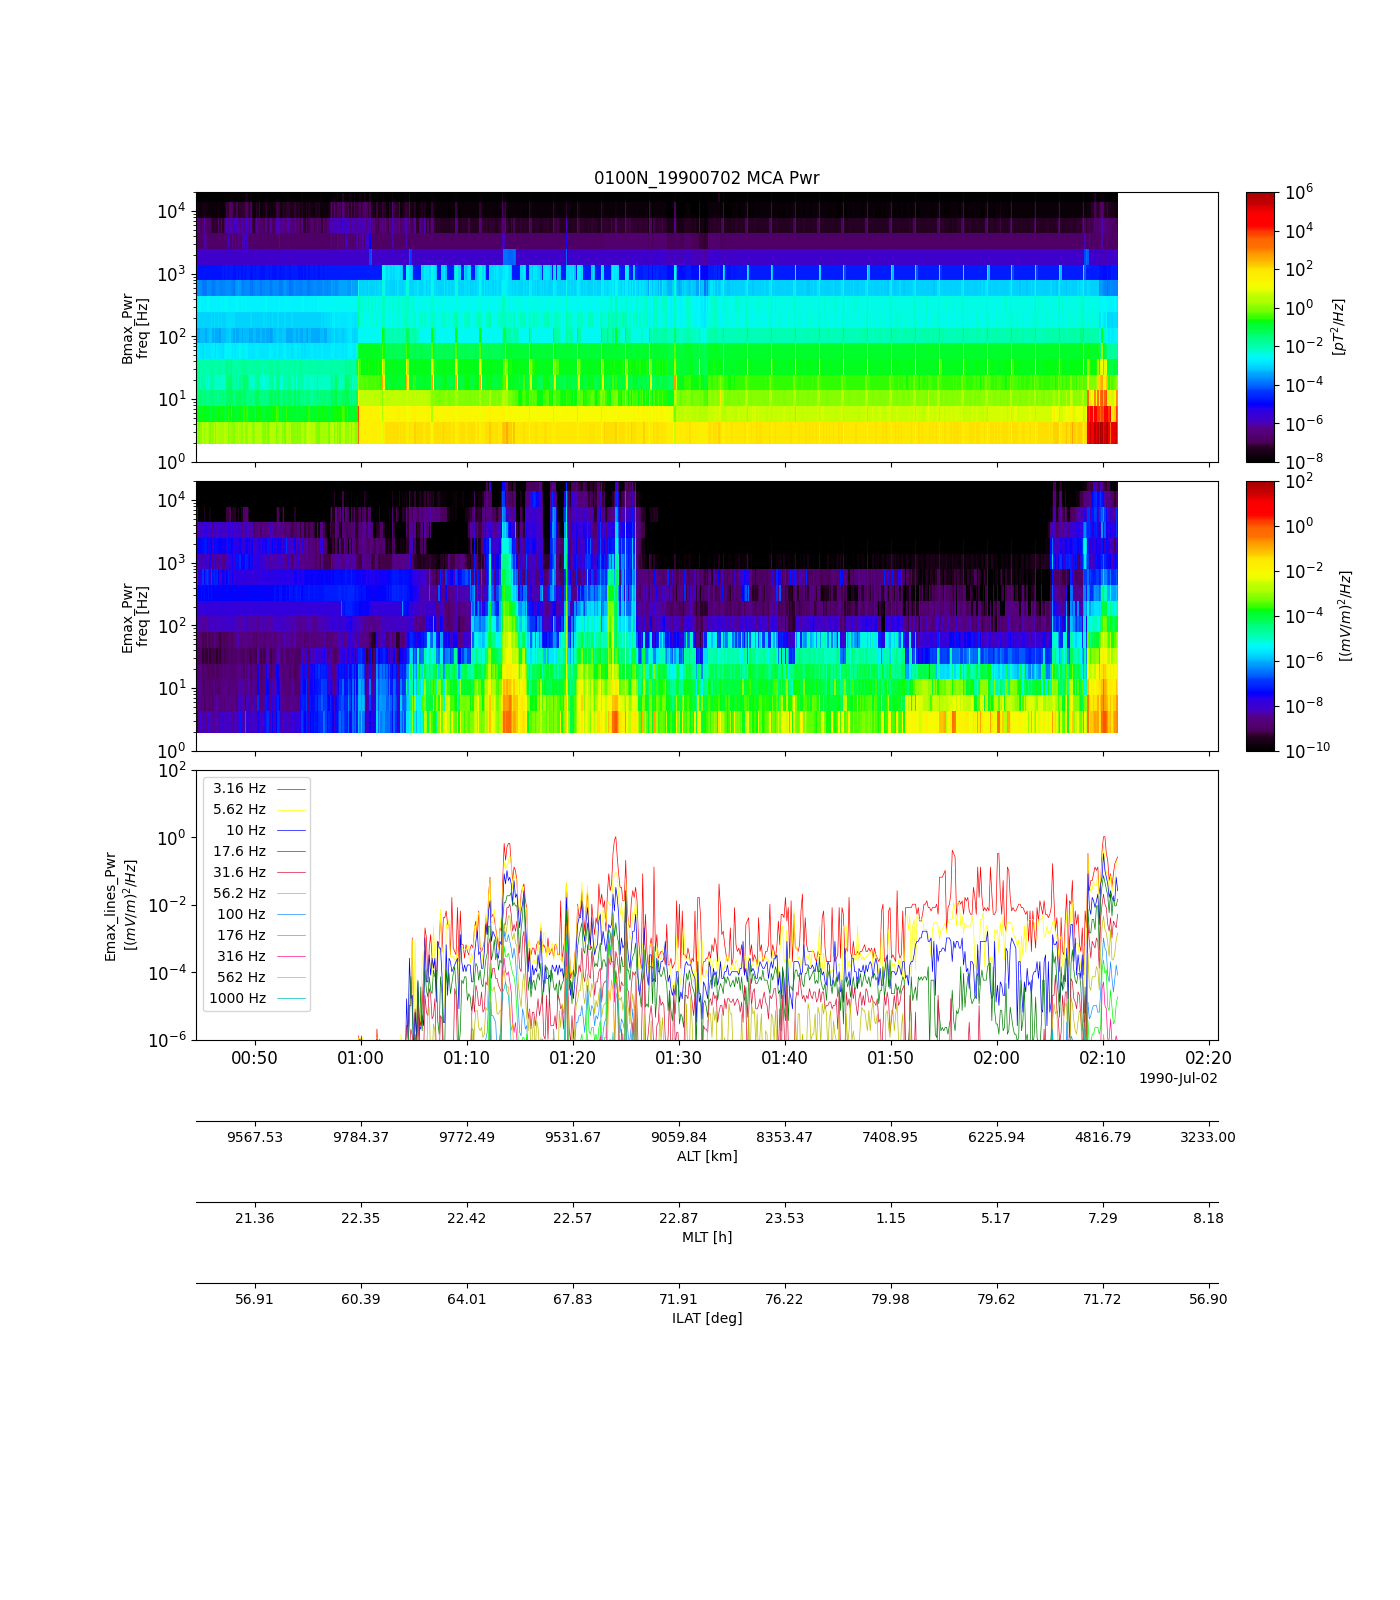 0100N_19900702 MCA Pwr
10^4
10^3
10^2
10^1
10^0
Bmax_Pwr
freq [Hz]
10^6
10^4
10^2
10^0
10^-2
10^-4
10^-6
10^-8
[pT^2/Hz]
10^4
10^3
10^2
10^1
10^0
Emax_Pwr
freq [Hz]
10^2
10^0
10^-2
10^-4
10^-6
10^-8
10^-10
[(mV/m)^2/Hz]
10^2
10^0
10^-2
10^-4
10^-6
Emax_lines_Pwr
[(mV/m)^2/Hz]
3.16 Hz
5.62 Hz
10 Hz
17.6 Hz
31.6 Hz
56.2 Hz
100 Hz
176 Hz
316 Hz
562 Hz
1000 Hz
00:50 01:00 01:10 01:20 01:30 01:40 01:50 02:00 02:10 02:20
1990-Jul-02
9567.53 9784.37 9772.49 9531.67 9059.84 8353.47 7408.95 6225.94 4816.79 3233.00
ALT [km]
21.36 22.35 22.42 22.57 22.87 23.53 1.15 5.17 7.29 8.18
MLT [h]
56.91 60.39 64.01 67.83 71.91 76.22 79.98 79.62 71.72 56.90
ILAT [deg]